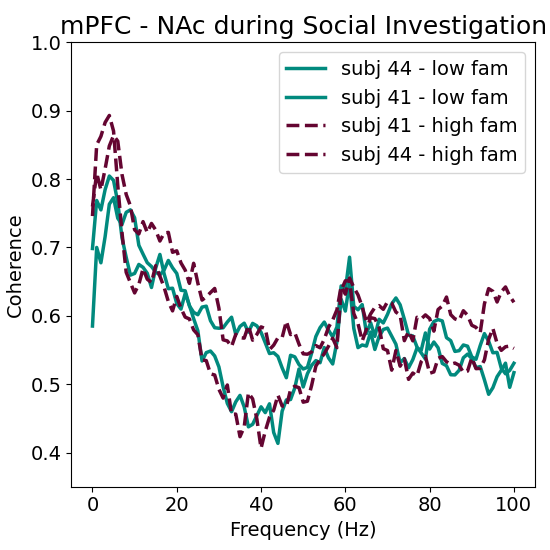 mPFC - NAc during Social Investigation
1.0
0.9
0.8
0.7
0.6
0.5
0.4
Coherence
subj 44 - low fam
subj 41 - low fam
subj 41 - high fam
subj 44 - high fam
0 20 40 60 80 100
Frequency (Hz)